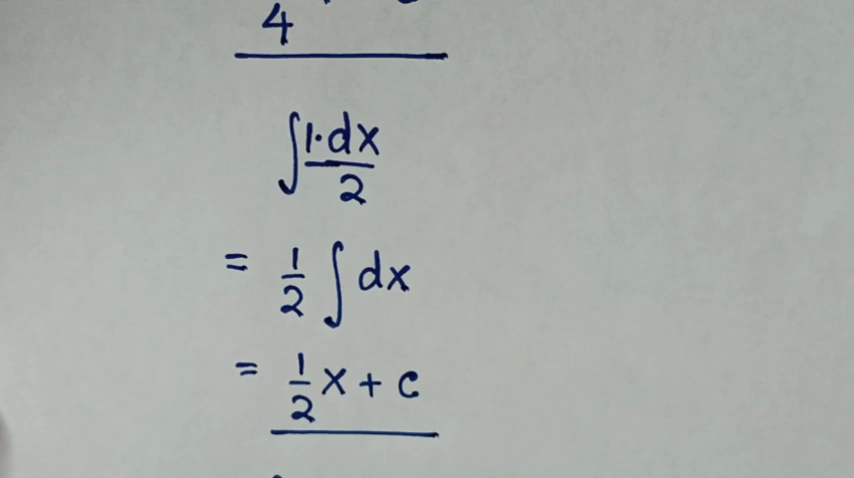 4
∫ 1·dx/2
= 1/2 ∫ dx
= 1/2 x + c